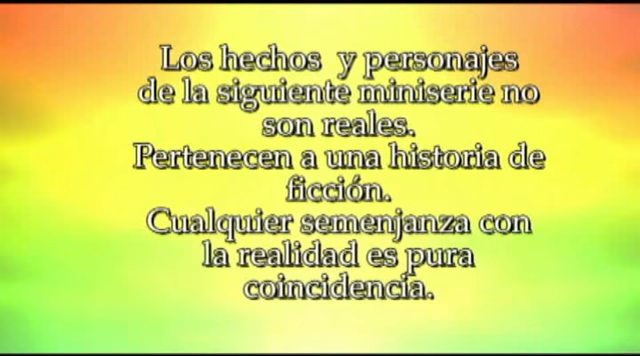 Los hechos y personajes
de la siguiente miniserie no
son reales.
Pertenecen a una historia de
ficción.
Cualquier semenjanza con
la realidad es pura
coincidencia.